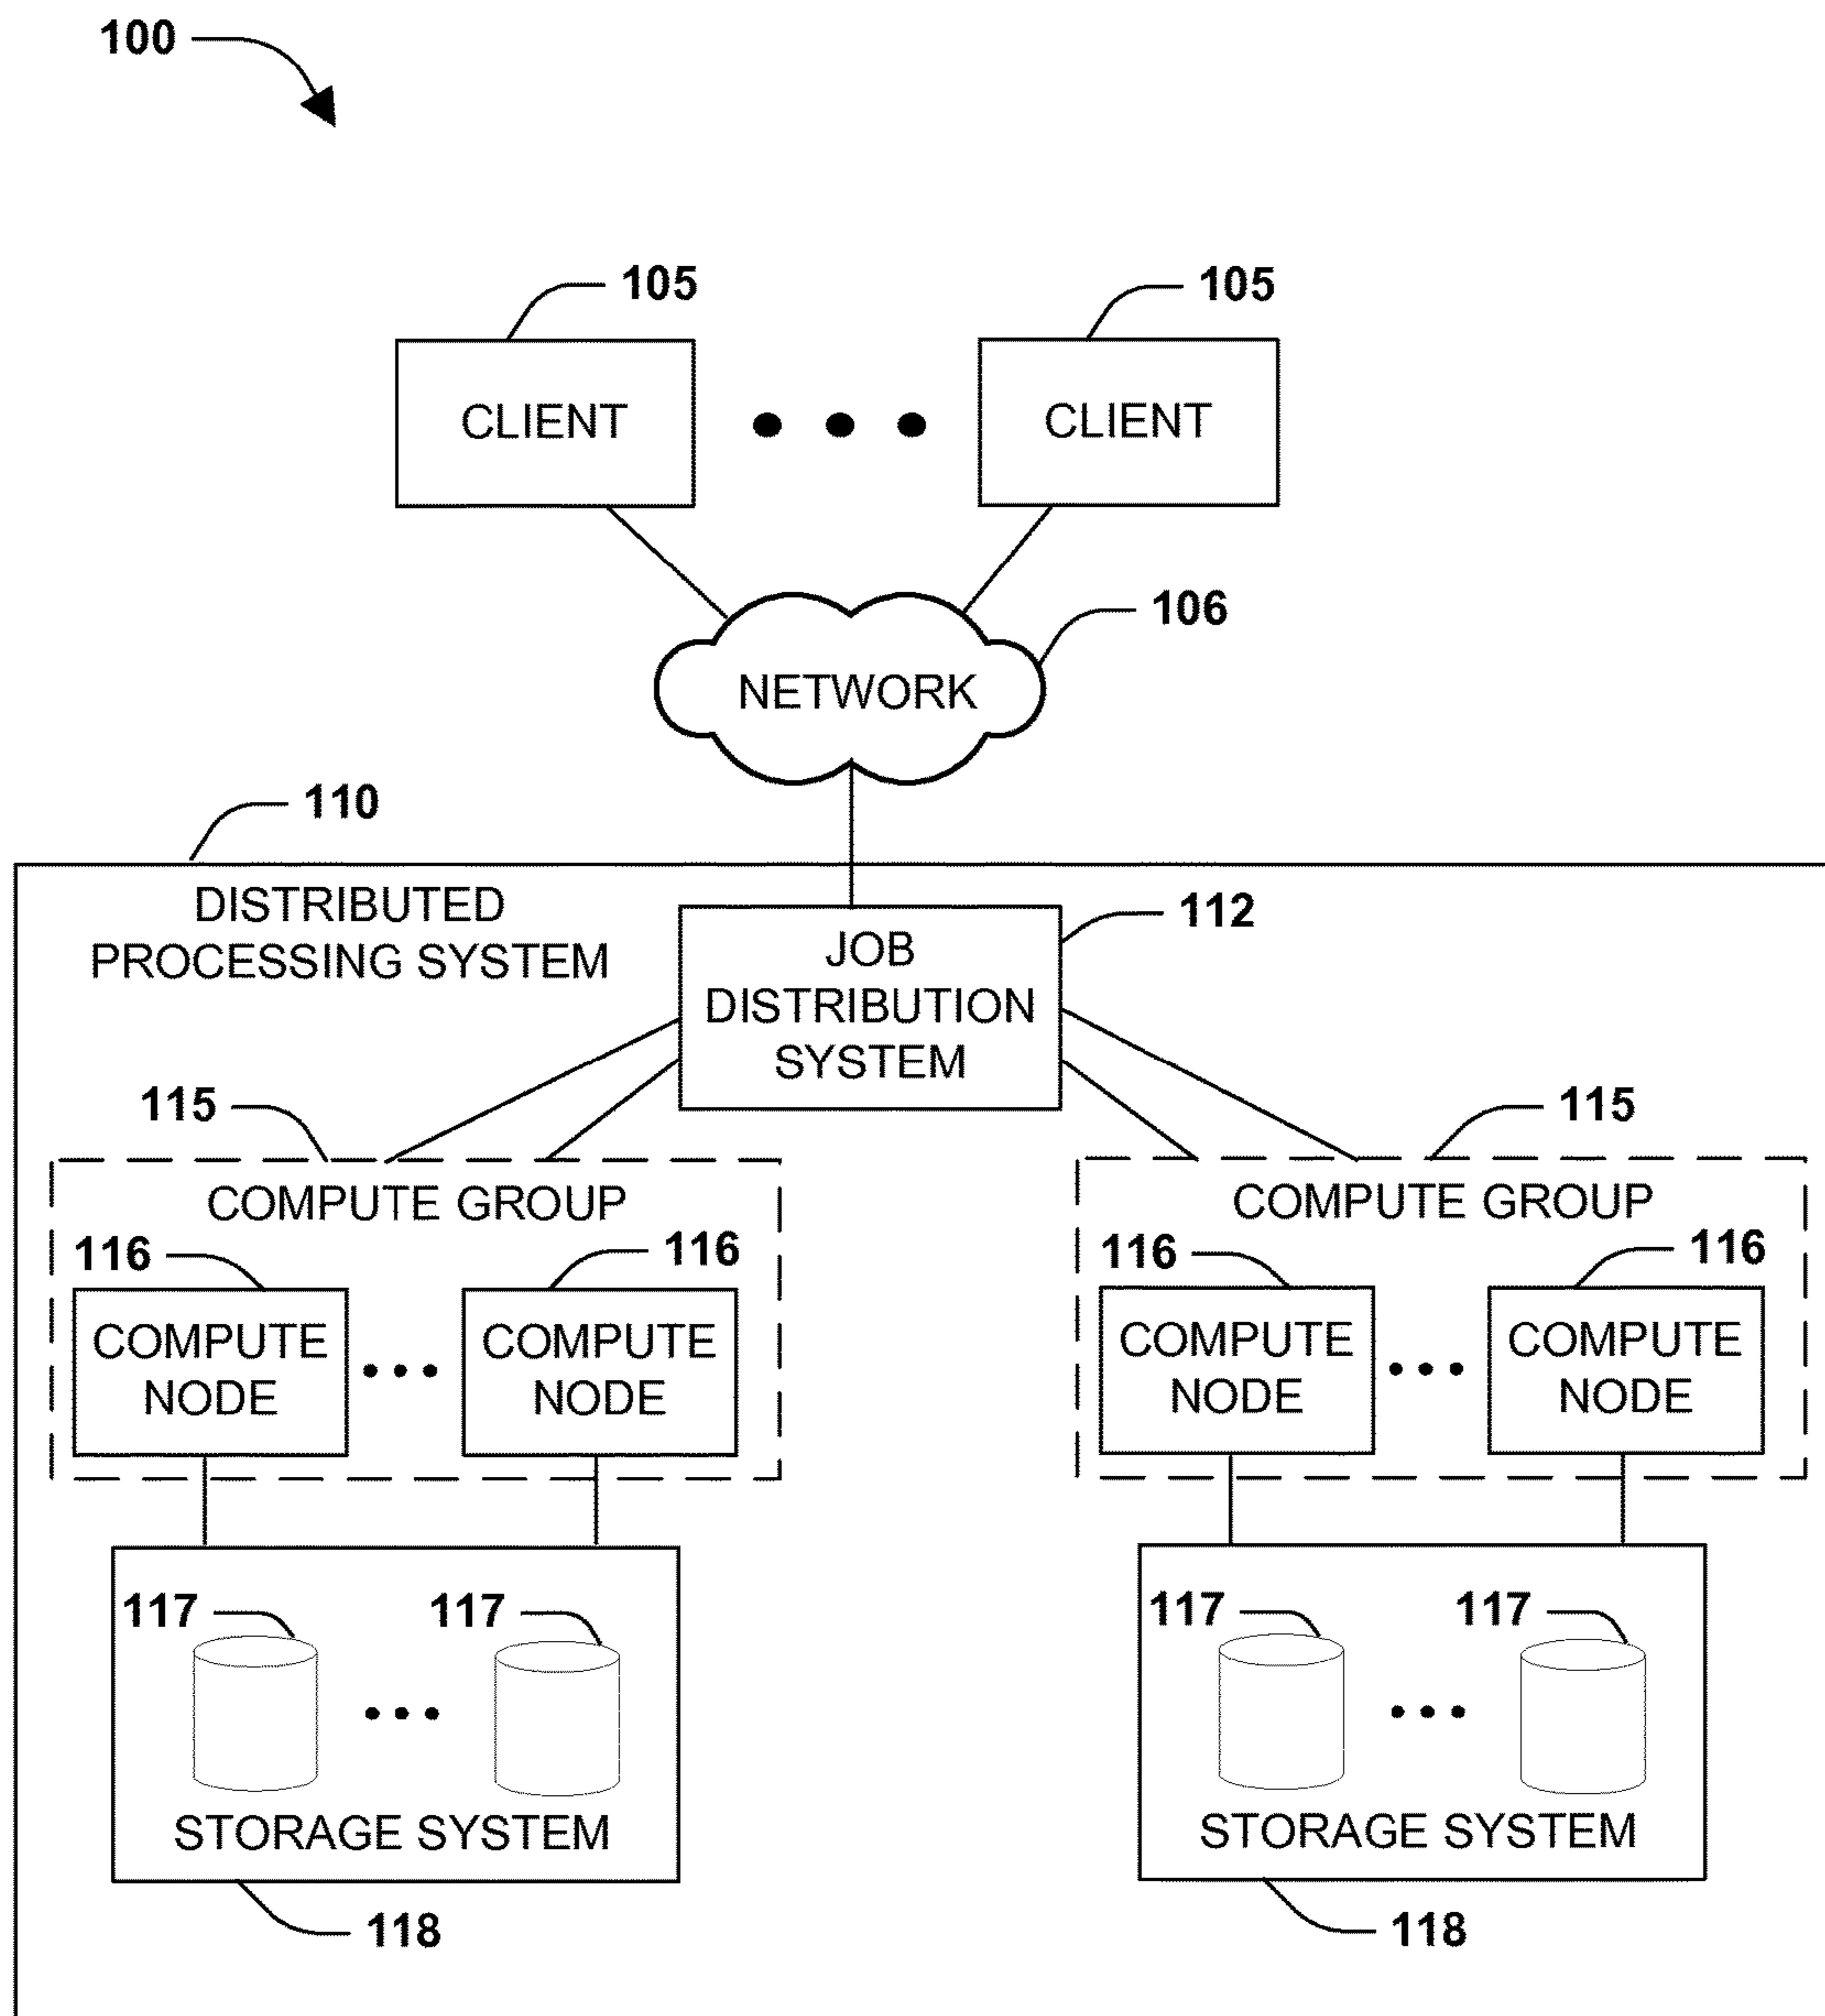 100
105
105
CLIENT
CLIENT
106
NETWORK
110
DISTRIBUTED
PROCESSING SYSTEM
112
JOB
DISTRIBUTION
SYSTEM
115
115
COMPUTE GROUP
COMPUTE GROUP
116
116
116
116
COMPUTE
NODE
COMPUTE
NODE
COMPUTE
NODE
COMPUTE
NODE
117
117
117
117
STORAGE SYSTEM
STORAGE SYSTEM
118
118